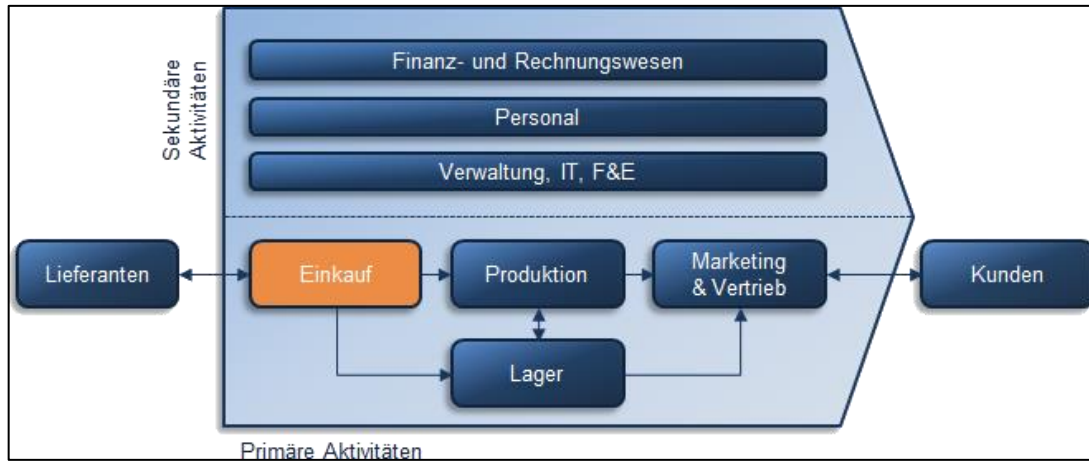 Sekundäre
Aktivitäten
Finanz- und Rechnungswesen
Personal
Verwaltung, IT, F&E
Lieferanten
Einkauf
Produktion
Marketing
& Vertrieb
Kunden
Lager
Primäre Aktivitäten